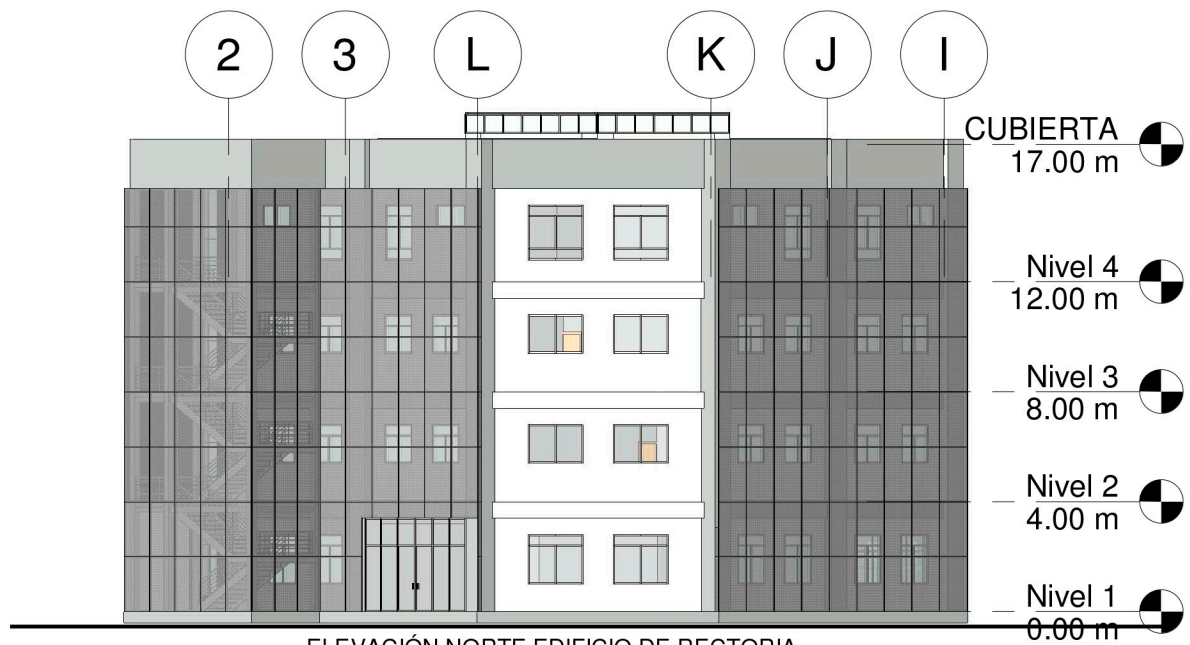 2 3 L K J I
CUBIERTA
17.00 m
Nivel 4
12.00 m
Nivel 3
8.00 m
Nivel 2
4.00 m
Nivel 1
0.00 m
ELEVACIÓN NORTE EDIFICIO DE RECTORIA